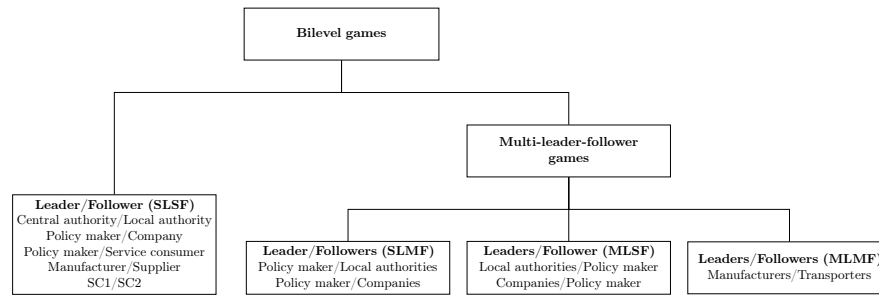 Bilevel games
Multi-leader-follower
games
Leader/Follower (SLSF)
Central authority/Local authority
Policy maker/Company
Policy maker/Service consumer
Manufacturer/Supplier
SC1/SC2
Leader/Followers (SLMF)
Policy maker/Local authorities
Policy maker/Companies
Leaders/Follower (MLSF)
Local authorities/Policy maker
Companies/Policy maker
Leaders/Followers (MLMF)
Manufacturers/Transporters